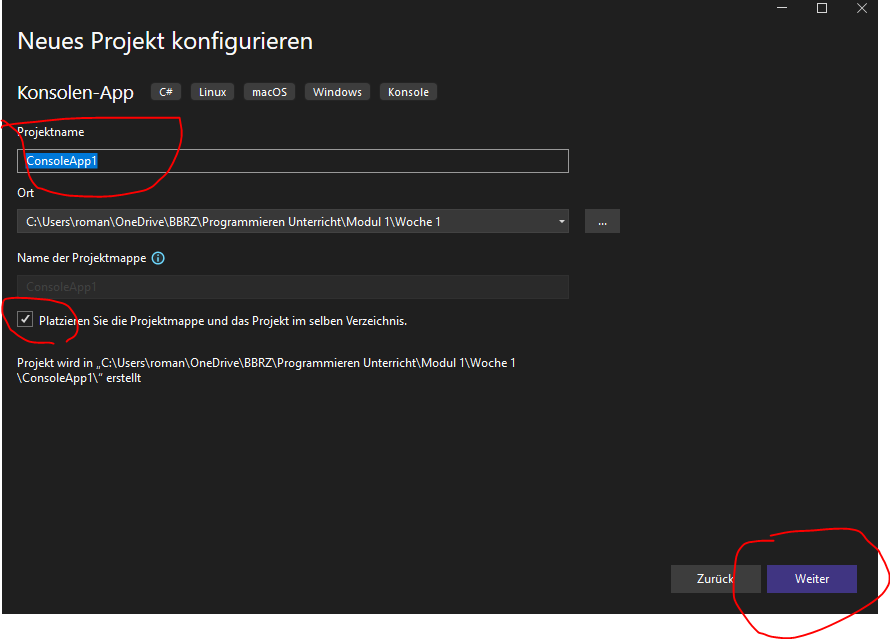 Neues Projekt konfigurieren
Konsolen-App C# Linux macOS Windows Konsole
Projektname
ConsoleApp1
Ort
C:\Users\roman\OneDrive\BBRZ\Programmieren Unterricht\Modul 1\Woche 1 ...
Name der Projektmappe
ConsoleApp1
Platzieren Sie die Projektmappe und das Projekt im selben Verzeichnis.
Projekt wird in „C:\Users\roman\OneDrive\BBRZ\Programmieren Unterricht\Modul 1\Woche 1
\ConsoleApp1\“ erstellt
Zurück Weiter